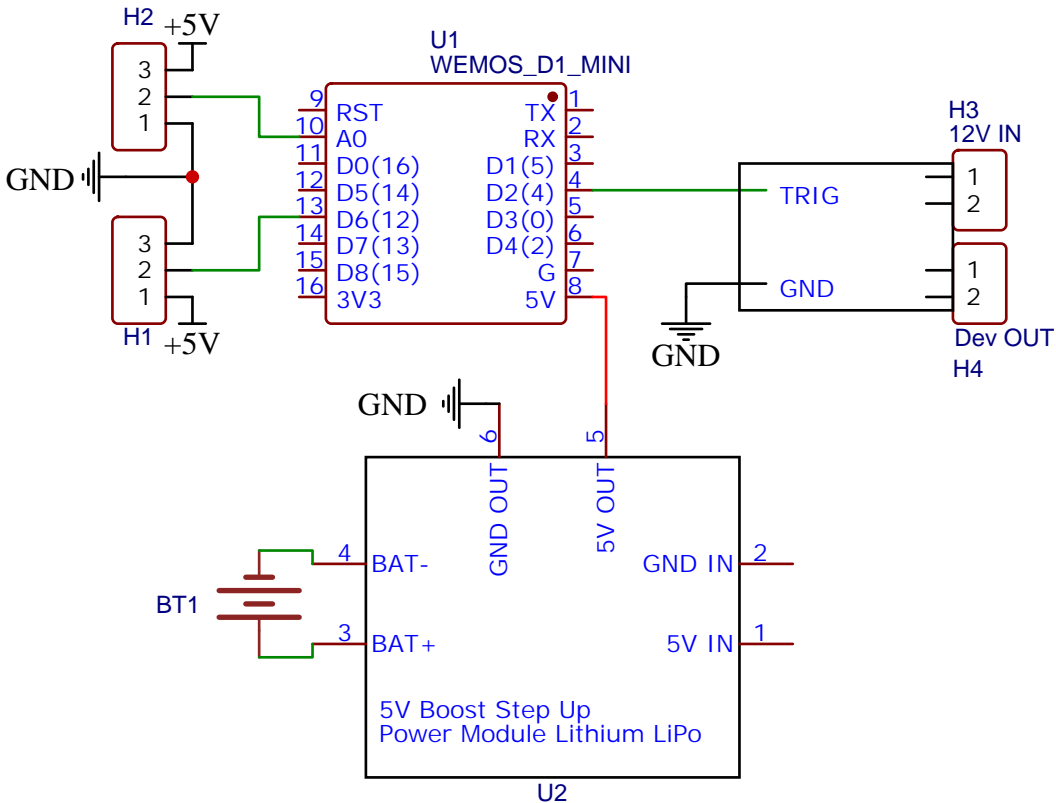 H2
+5V
3
2
1
GND
3
2
1
H1
+5V
U1
WEMOS_D1_MINI
9
RST
10
A0
11
D0(16)
12
D5(14)
13
D6(12)
14
D7(13)
15
D8(15)
16
3V3
TX
1
RX
2
D1(5)
3
D2(4)
4
D3(0)
5
D4(2)
6
G
7
5V
8
H3
12V IN
TRIG
1
2
GND
1
2
Dev OUT
H4
GND
GND
6
5
GND OUT
5V OUT
BT1
4
BAT-
3
BAT+
GND IN
2
5V IN
1
5V Boost Step Up
Power Module Lithium LiPo
U2